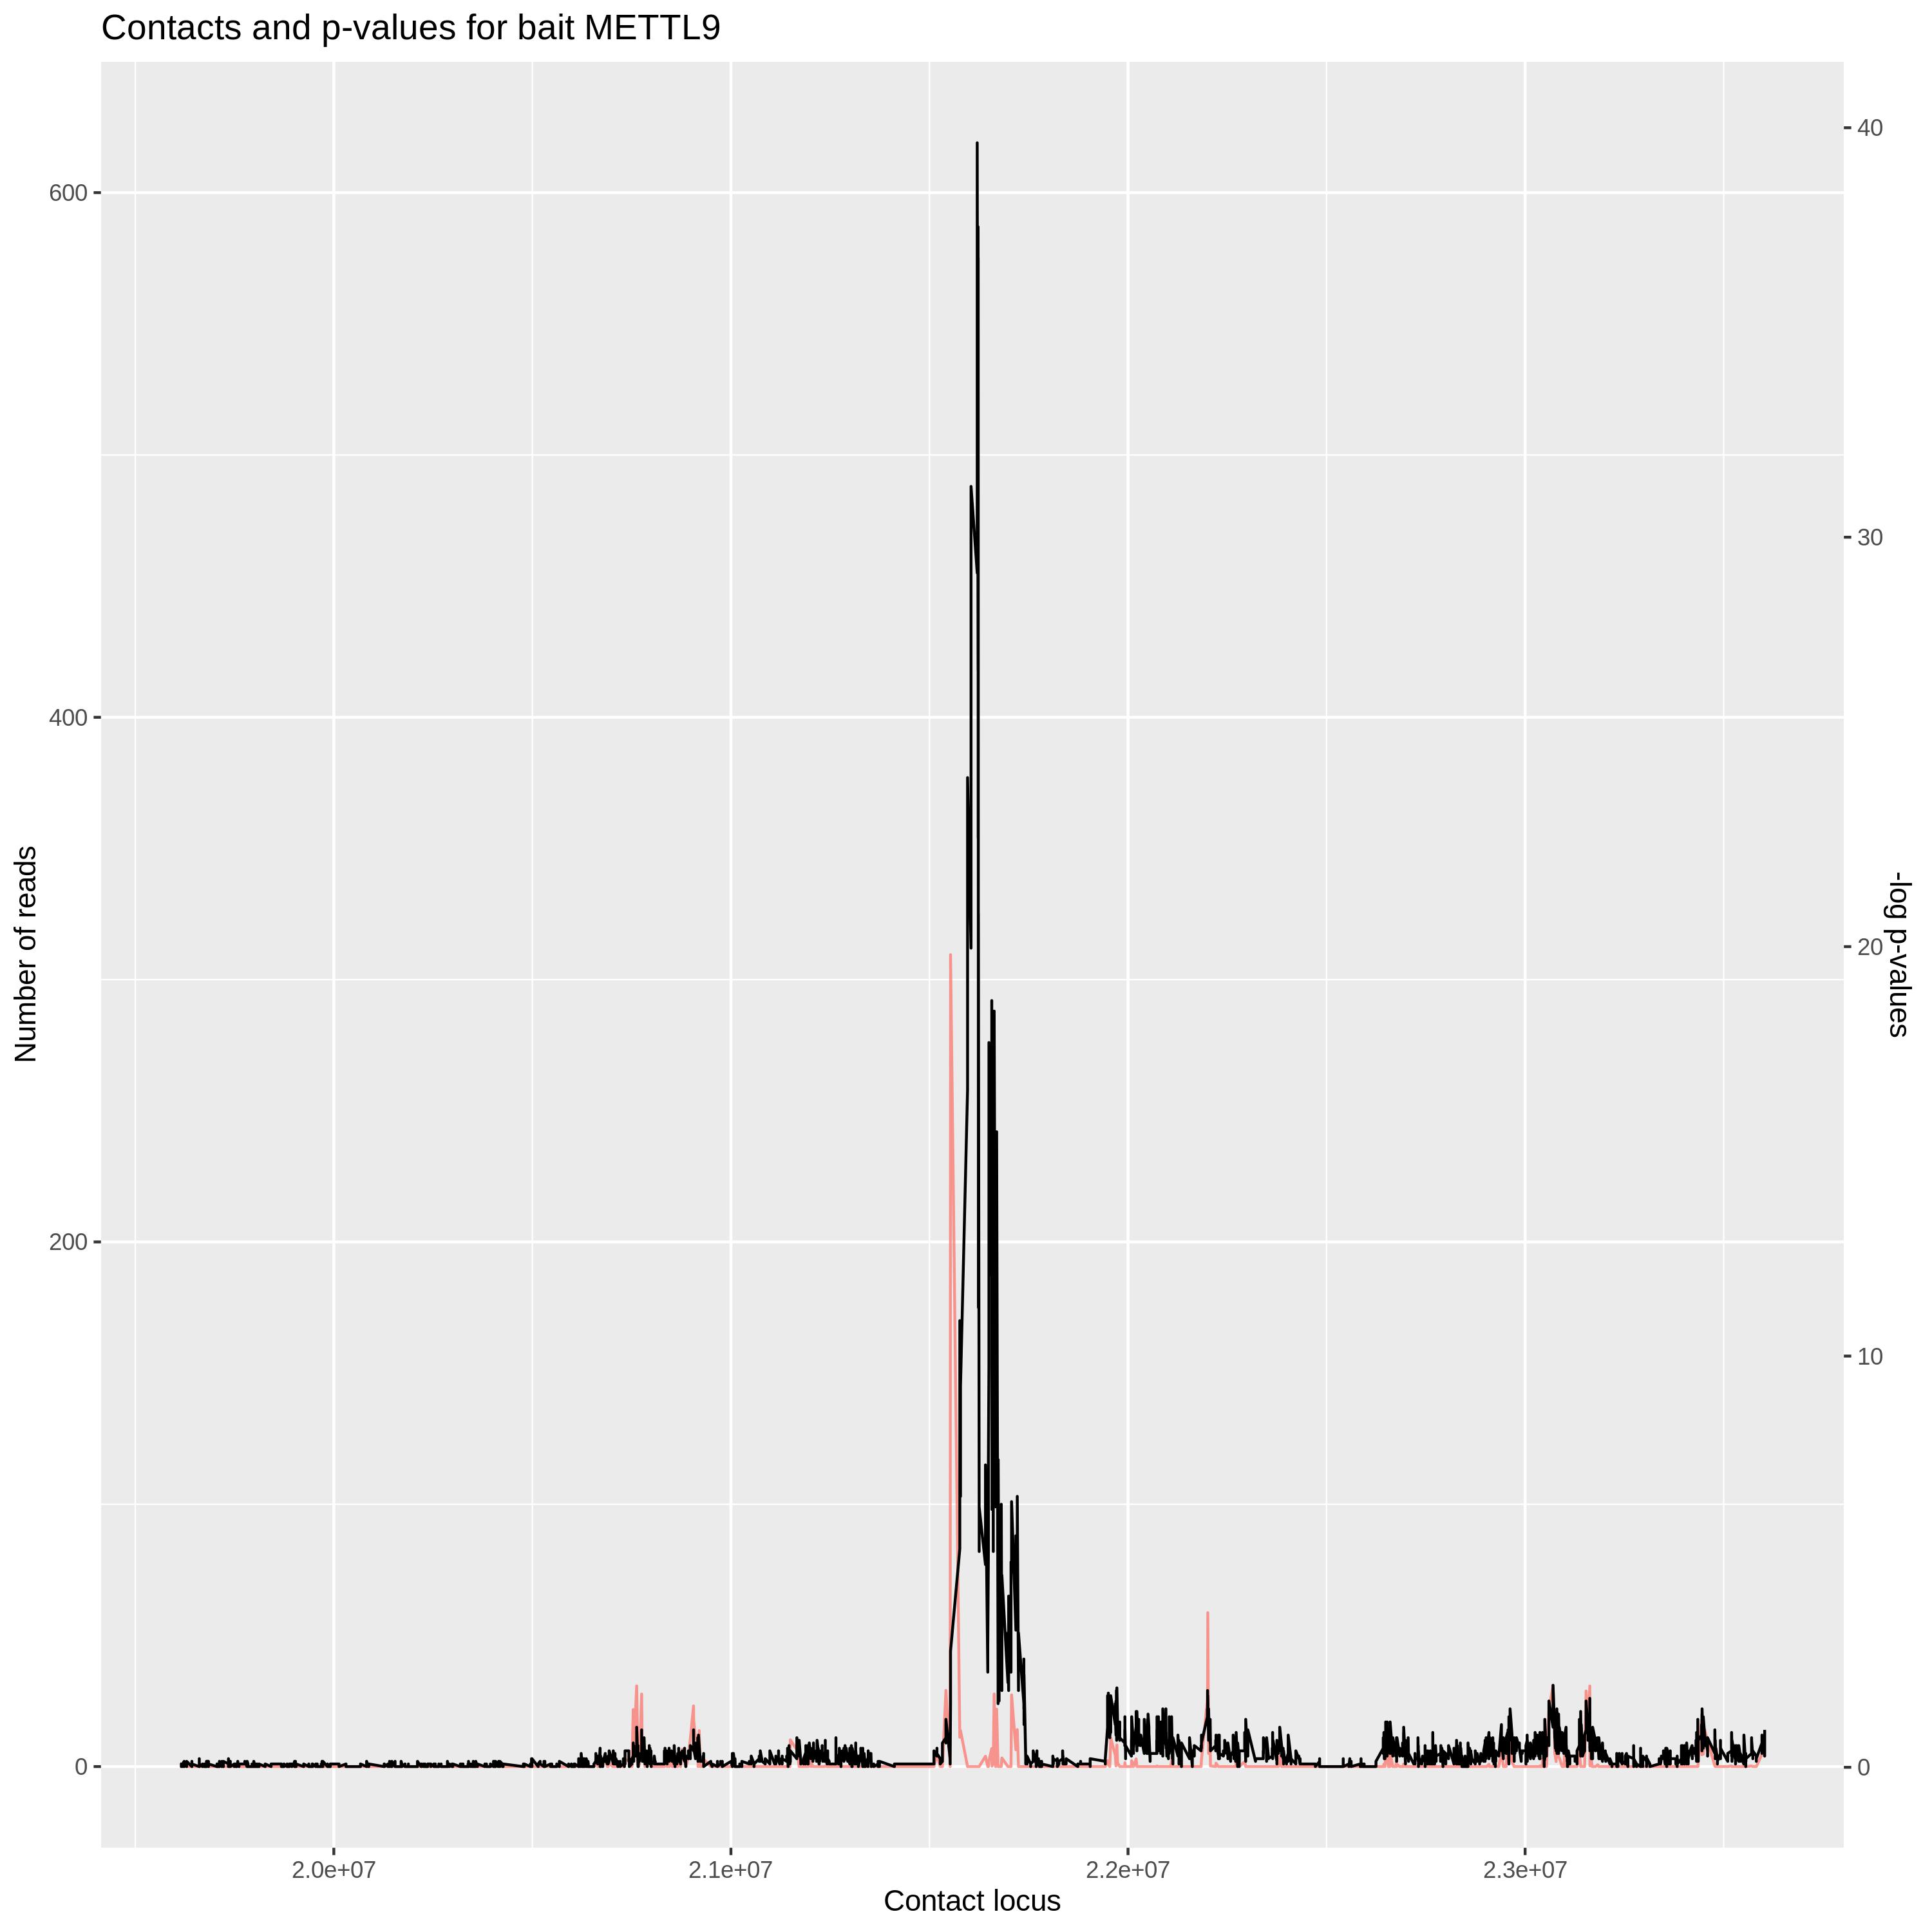 Contacts and p-values for bait METTL9
Number of reads
600
400
200
0
40
30
20
10
0
-log p-values
2.0e+07
2.1e+07
2.2e+07
2.3e+07
Contact locus